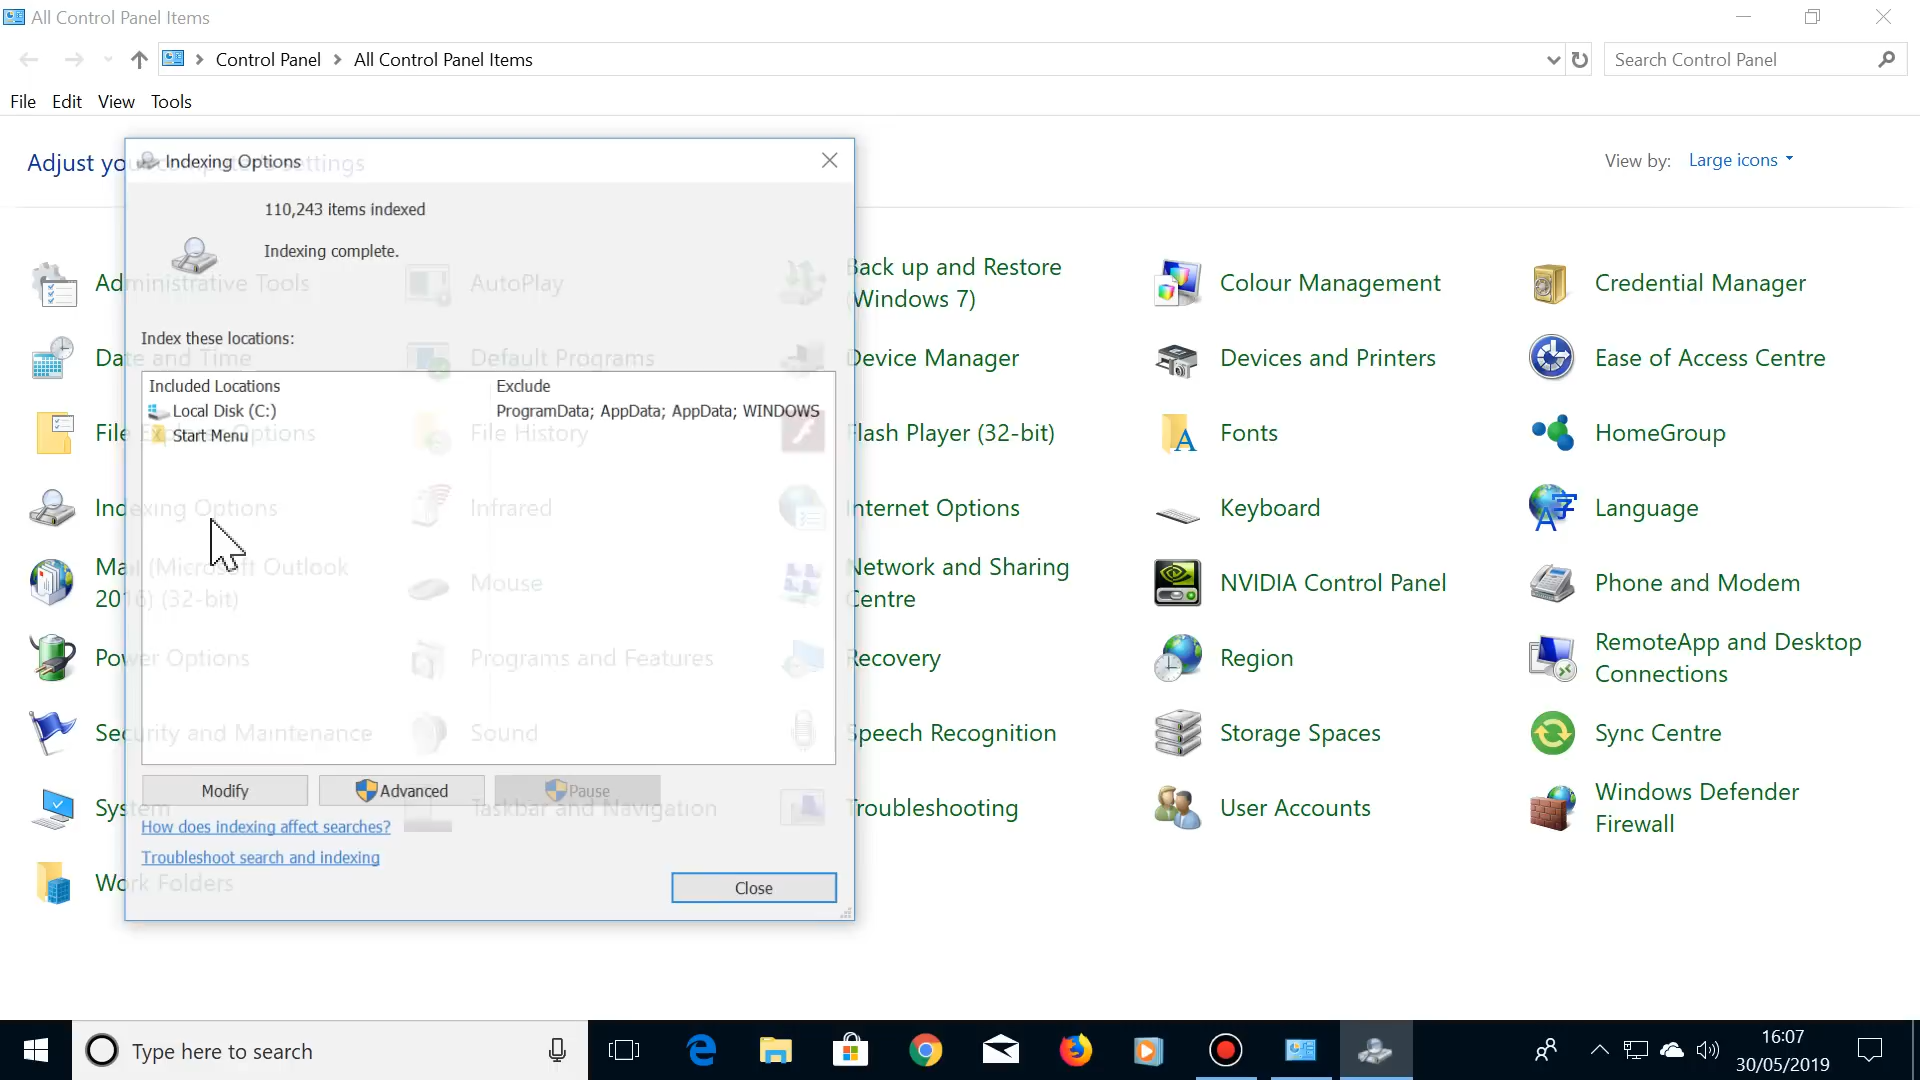 All Control Panel Items
Control Panel All Control Panel Items
Search Control Panel
File Edit View Tools
Adjust your computer's settings
View by: Large icons
Indexing Options
110,243 items indexed
Indexing complete.
Index these locations:
Included Locations Exclude
Local Disk (C:) ProgramData; AppData; AppData; WINDOWS
Start Menu
Modify Advanced Pause
How does indexing affect searches?
Troubleshoot search and indexing
Close
Administrative Tools
AutoPlay
Back up and Restore
(Windows 7)
Colour Management
Credential Manager
Date and Time
Default Programs
Device Manager
Devices and Printers
Ease of Access Centre
File Explorer Options
File History
Flash Player (32-bit)
Fonts
HomeGroup
Indexing Options
Infrared
Internet Options
Keyboard
Language
Mail (Microsoft Outlook
2016) (32-bit)
Mouse
Network and Sharing
Centre
NVIDIA Control Panel
Phone and Modem
Power Options
Programs and Features
Recovery
Region
RemoteApp and Desktop
Connections
Security and Maintenance
Sound
Speech Recognition
Storage Spaces
Sync Centre
System
Taskbar and Navigation
Troubleshooting
User Accounts
Windows Defender
Firewall
Work Folders
Type here to search
16:07
30/05/2019